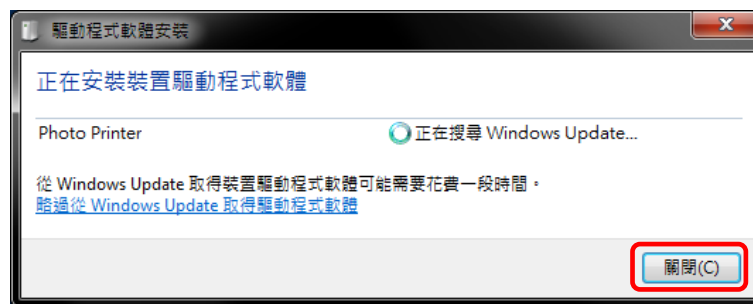 驅動程式軟體安裝
正在安裝裝置驅動程式軟體
Photo Printer 正在搜尋 Windows Update...
從 Windows Update 取得裝置驅動程式軟體可能需要花費一段時間。
略過從 Windows Update 取得驅動程式軟體
關閉(C)